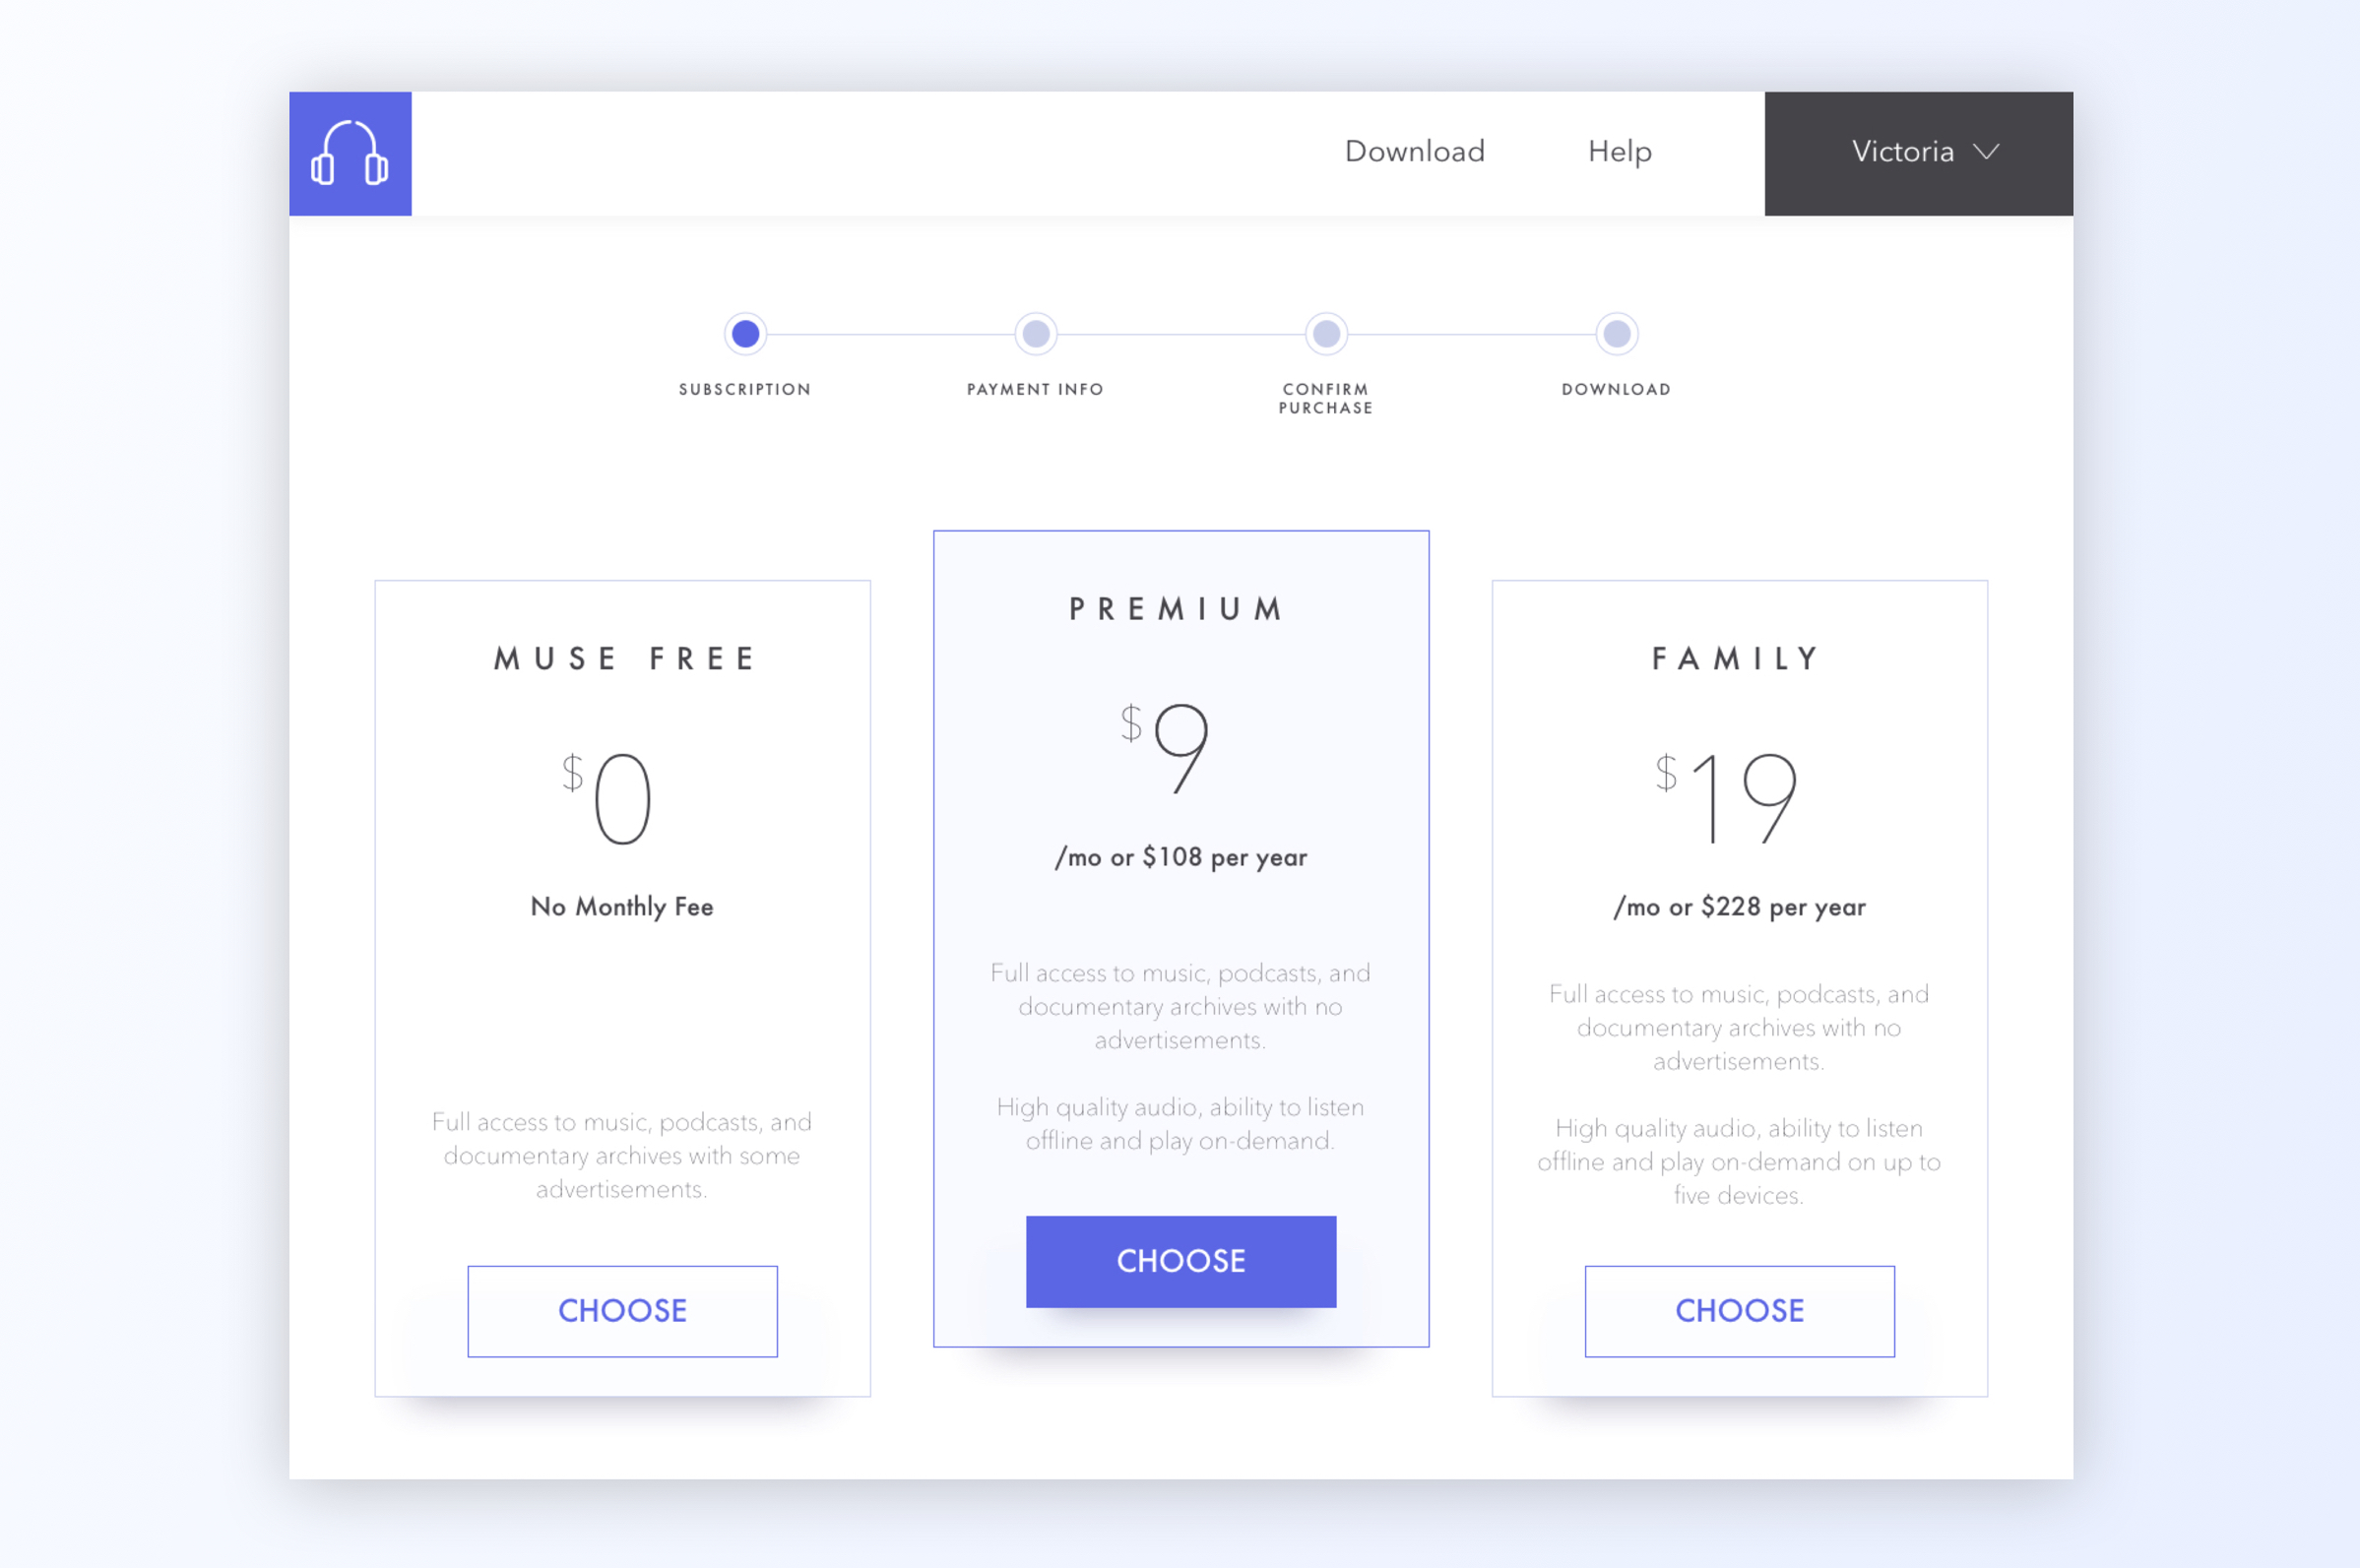 Download
Help
Victoria
SUBSCRIPTION
PAYMENT INFO
CONFIRM
PURCHASE
DOWNLOAD
MUSE FREE
$0
No Monthly Fee
Full access to music, podcasts, and
documentary archives with some
advertisements.
CHOOSE
PREMIUM
$9
/mo or $108 per year
Full access to music, podcasts, and
documentary archives with no
advertisements.
High quality audio, ability to listen
offline and play on-demand.
CHOOSE
FAMILY
$19
/mo or $228 per year
Full access to music, podcasts, and
documentary archives with no
advertisements.
High quality audio, ability to listen
offline and play on-demand on up to
five devices.
CHOOSE